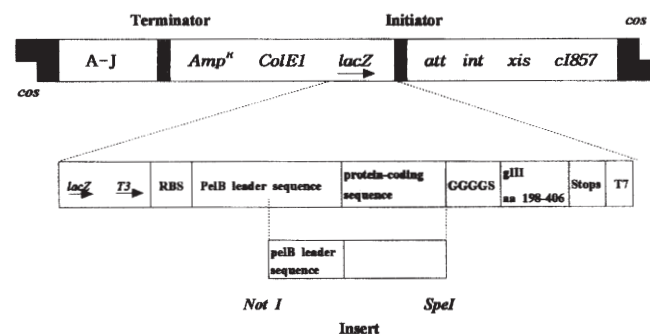 Terminator Initiator cos
A-J Amp^R ColE1 lacZ att int xis cI857
cos
lacZ T3 RBS PelB leader sequence protein-coding sequence GGGGS gIII aa 198-406 Stops T7
pelB leader sequence
Not I SpeI
Insert